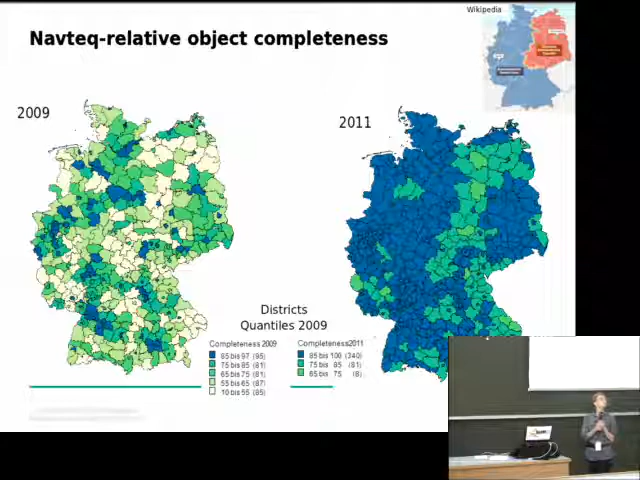 Wikipedia
Navteq-relative object completeness
2009
2011
Districts
Quantiles 2009
Completeness 2009
85 bis 97 (95)
75 bis 85 (81)
65 bis 75 (81)
55 bis 65 (87)
10 bis 55 (85)
Completeness2011
85 bis 100 (340)
75 bis 85 (81)
65 bis 75 (8)